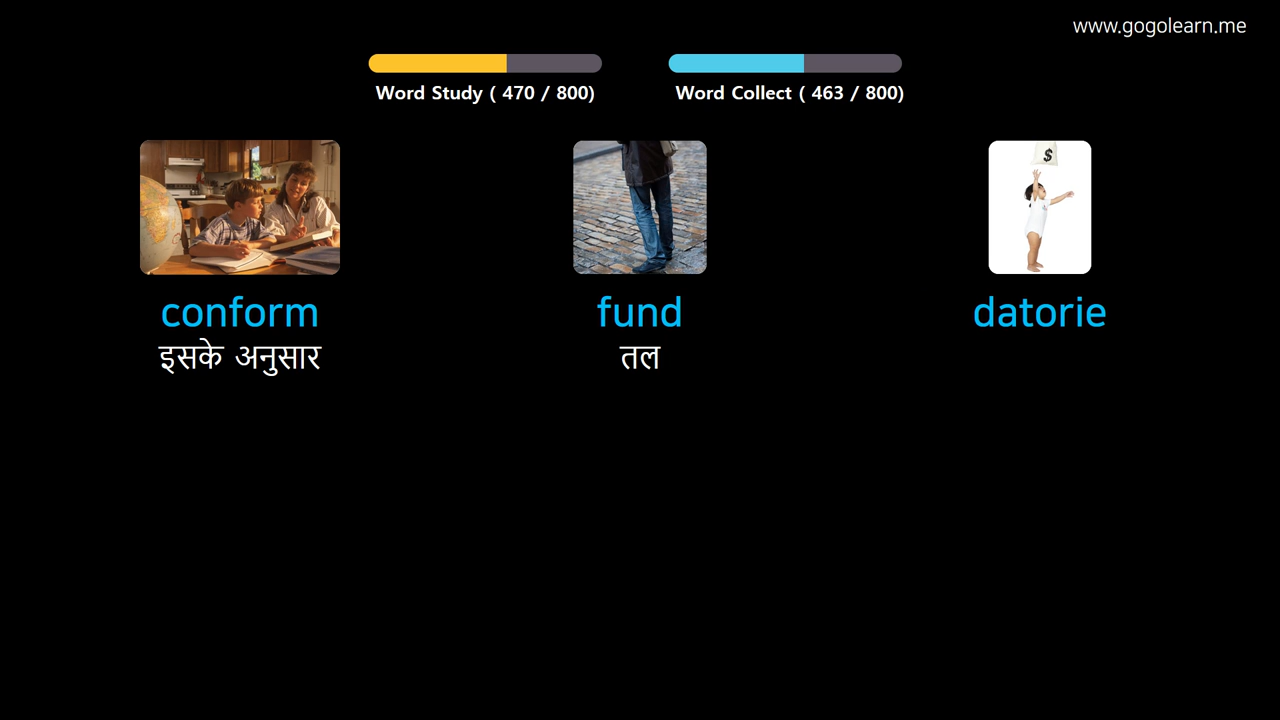 www.gogolearn.me
Word Study ( 470 / 800)
Word Collect ( 463 / 800)
conform
इसके अनुसार
fund
तल
$
datorie